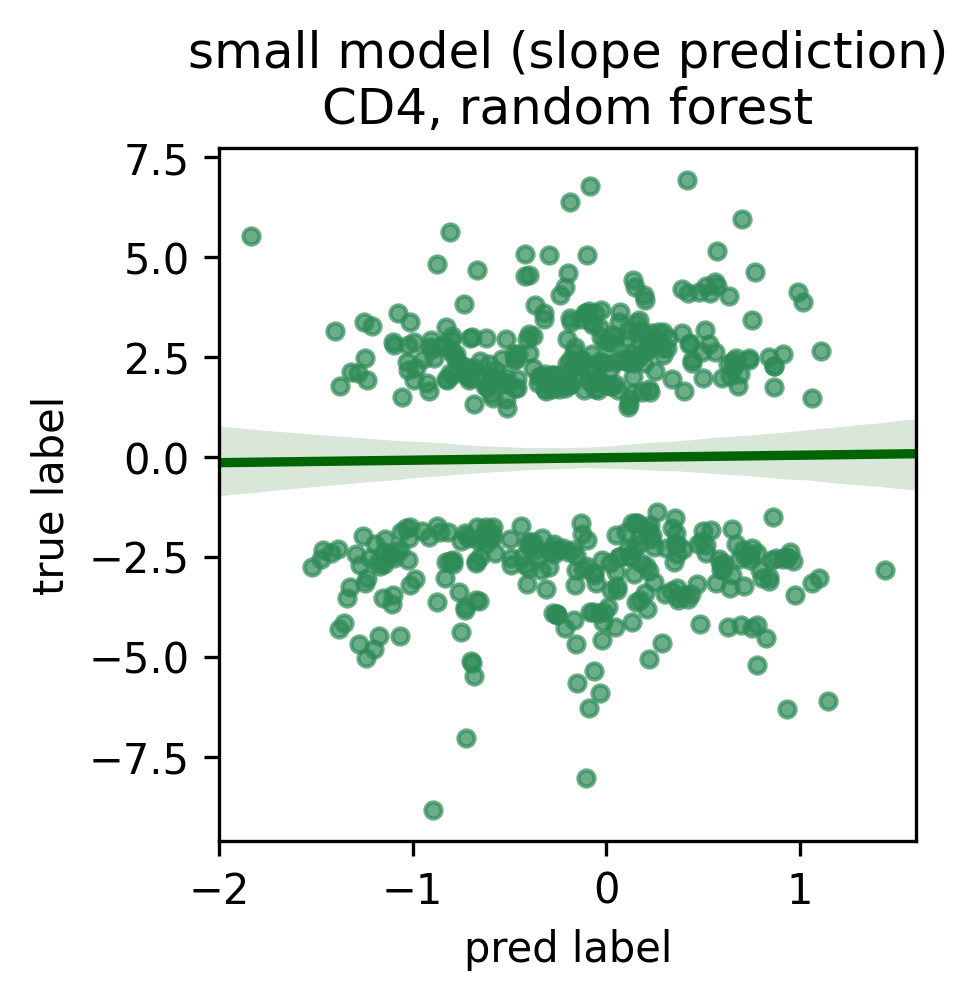 small model (slope prediction)
CD4, random forest
7.5
5.0
2.5
0.0
−2.5
−5.0
−7.5
true label
−2
−1
0
1
pred label